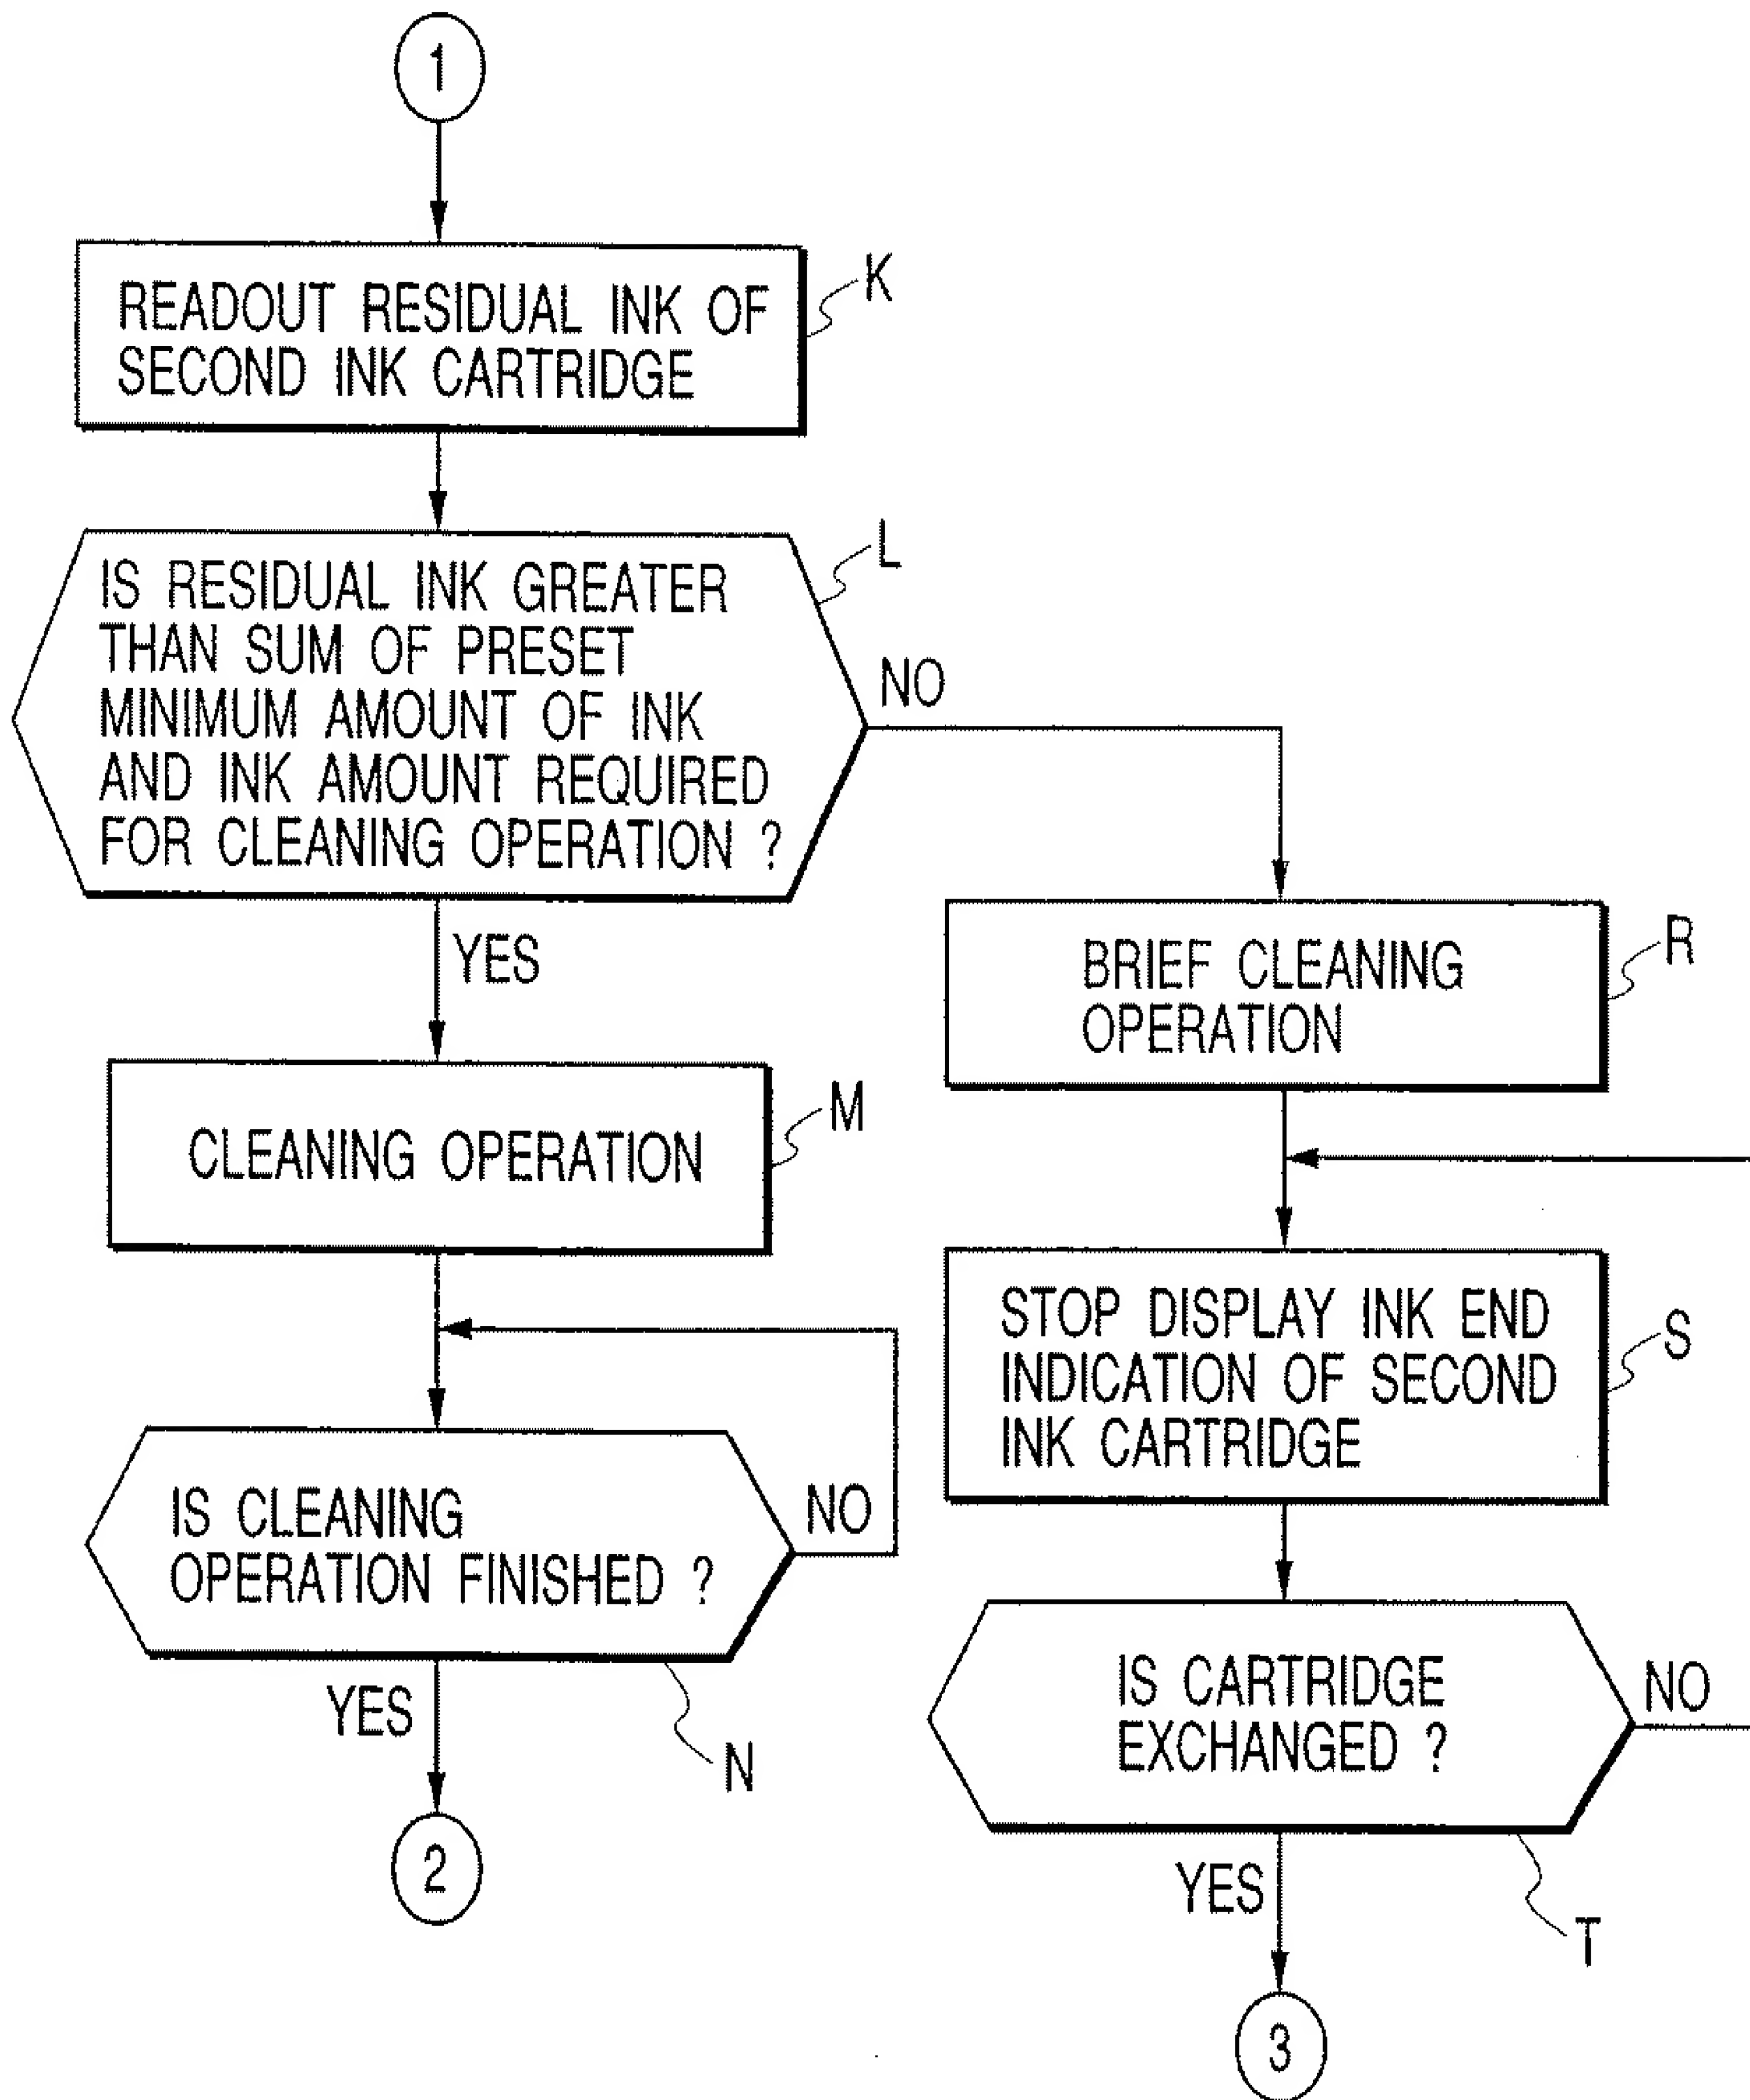 1
READOUT RESIDUAL INK OF
SECOND INK CARTRIDGE
K
IS RESIDUAL INK GREATER
THAN SUM OF PRESET
MINIMUM AMOUNT OF INK
AND INK AMOUNT REQUIRED
FOR CLEANING OPERATION ?
L
NO
YES
BRIEF CLEANING
OPERATION
R
CLEANING OPERATION
M
STOP DISPLAY INK END
INDICATION OF SECOND
INK CARTRIDGE
S
IS CLEANING
OPERATION FINISHED ?
NO
YES
N
IS CARTRIDGE
EXCHANGED ?
NO
YES
T
2
3